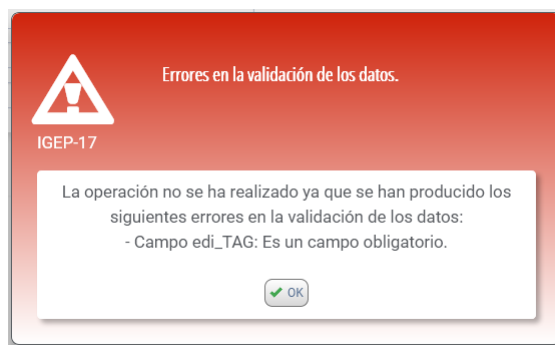 Errores en la validación de los datos.
IGEP-17
La operación no se ha realizado ya que se han producido los
siguientes errores en la validación de los datos:
- Campo edi_TAG: Es un campo obligatorio.
OK